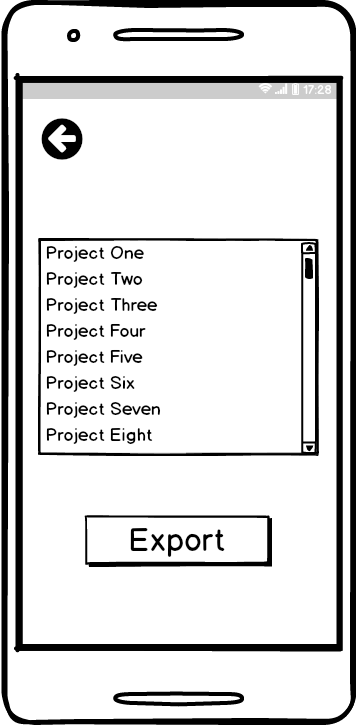 17:28
Project One
Project Two
Project Three
Project Four
Project Five
Project Six
Project Seven
Project Eight
Export